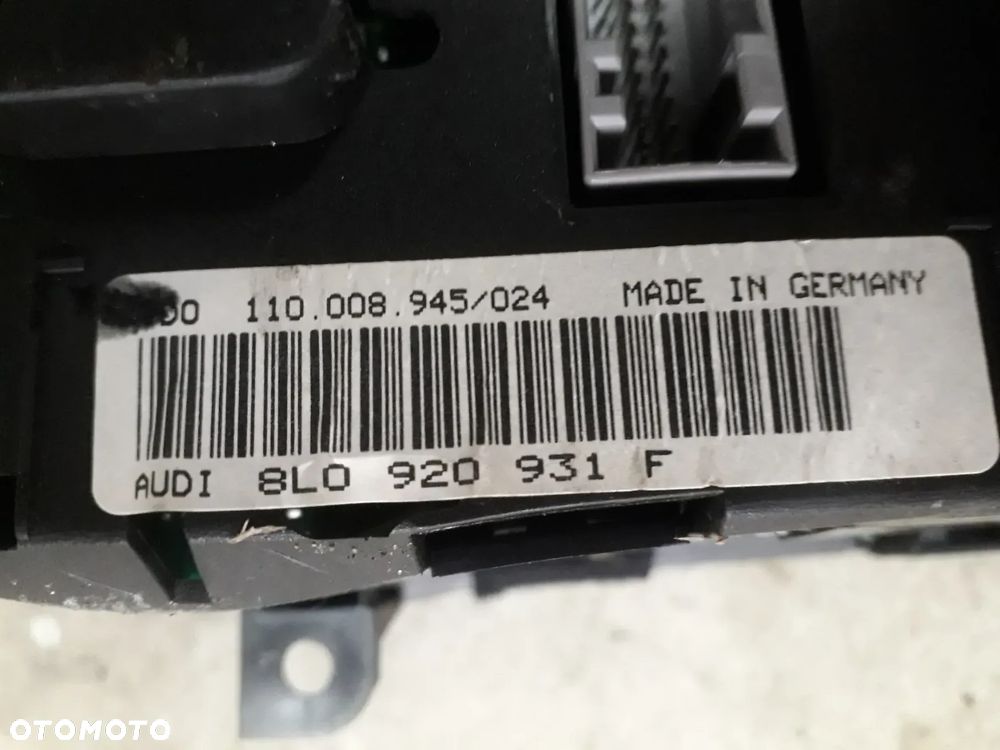 110.008.945/024 MADE IN GERMANY
AUDI 8L0 920 931 F
OTOMOTO